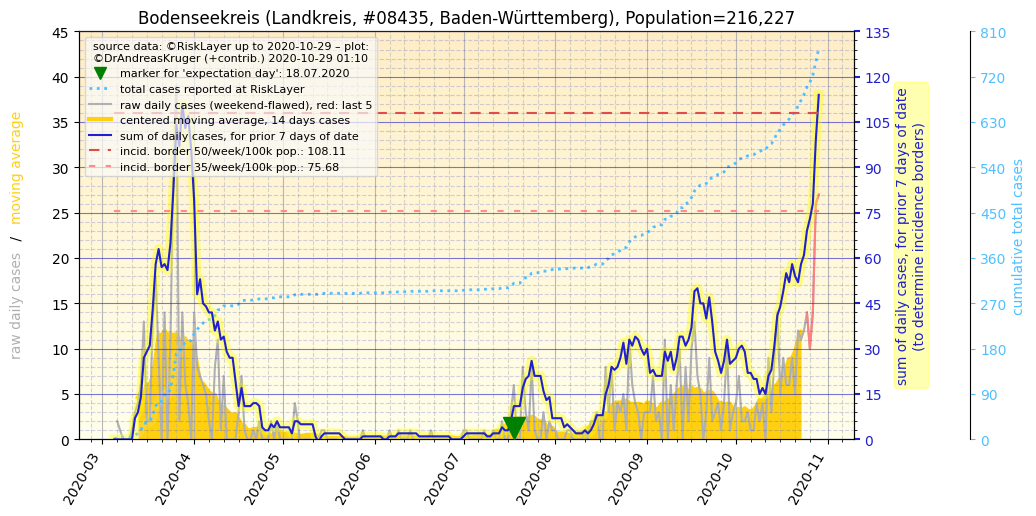 Bodenseekreis (Landkreis, #08435, Baden-Württemberg), Population=216,227
source data: ©RiskLayer up to 2020-10-29 – plot:
©DrAndreasKruger (+contrib.) 2020-10-29 01:10
marker for 'expectation day': 18.07.2020
total cases reported at RiskLayer
raw daily cases (weekend-flawed), red: last 5
centered moving average, 14 days cases
sum of daily cases, for prior 7 days of date
incid. border 50/week/100k pop.: 108.11
incid. border 35/week/100k pop.: 75.68
raw daily cases / moving average
45
40
35
30
25
20
15
10
5
0
2020-03
2020-04
2020-05
2020-06
2020-07
2020-08
2020-09
2020-10
2020-11
135
120
105
90
75
60
45
30
15
0
sum of daily cases, for prior 7 days of date
(to determine incidence borders)
810
720
630
540
450
360
270
180
90
0
cumulative total cases